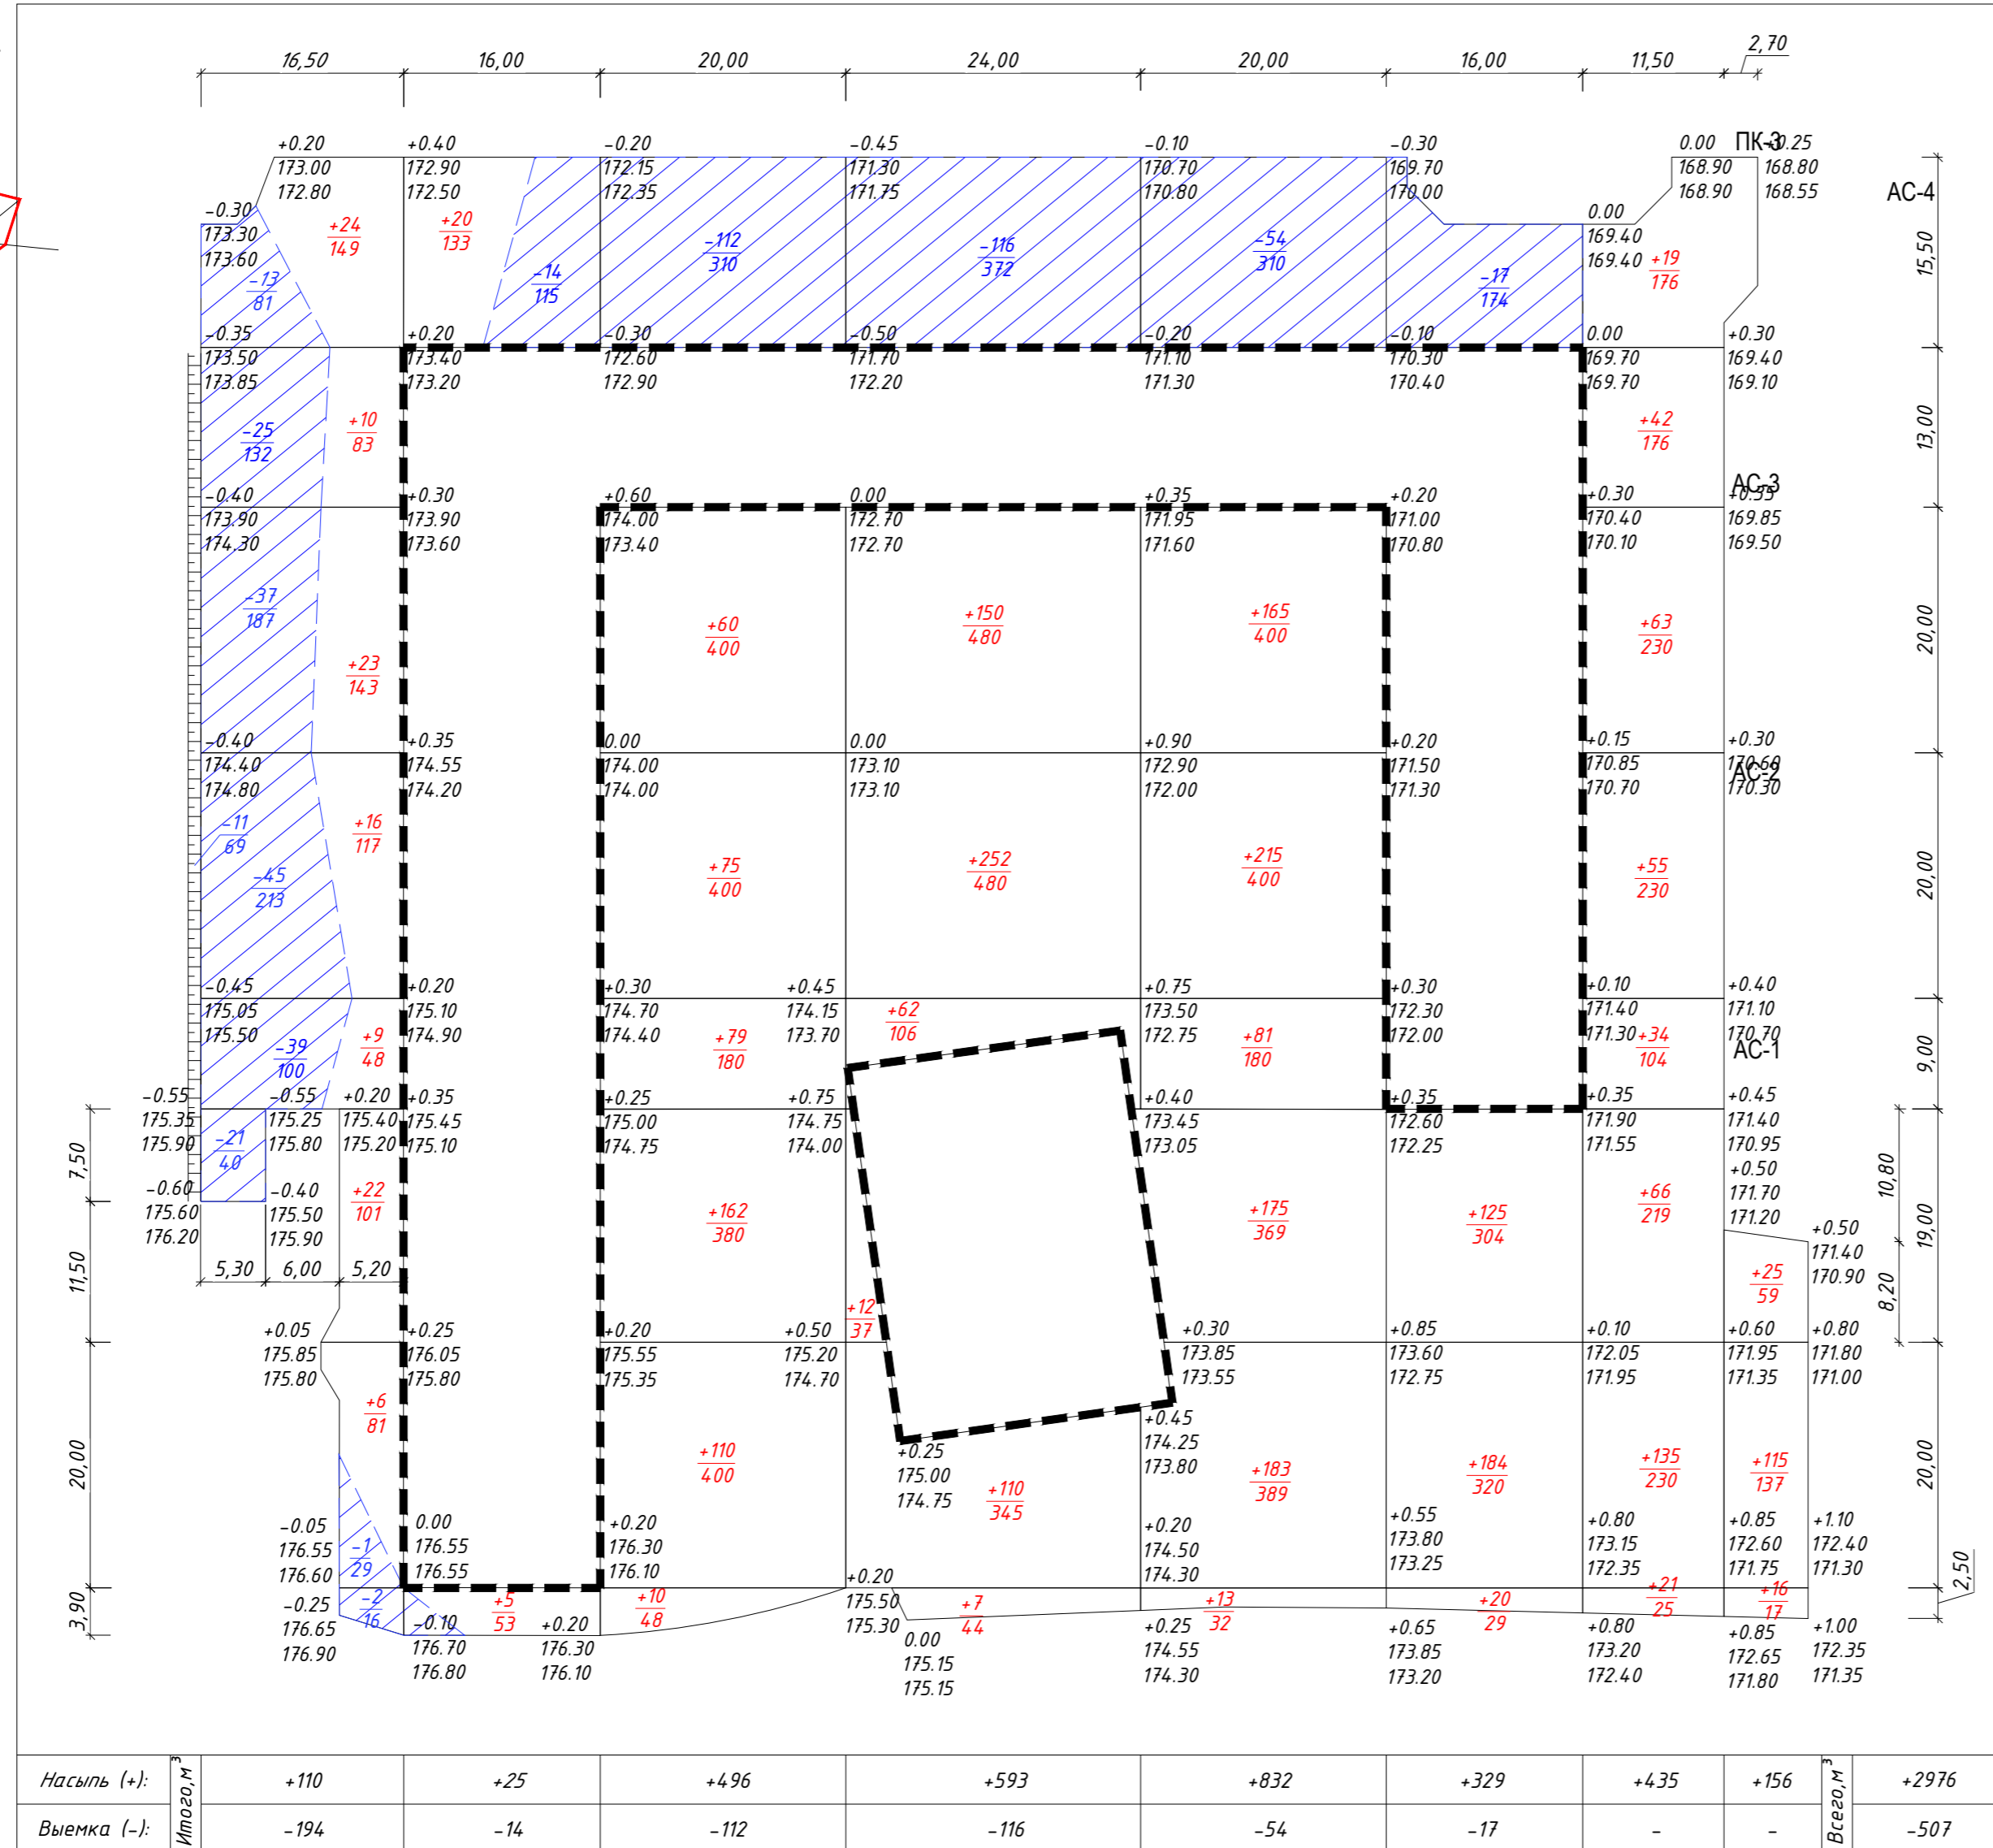 16,50 16,00 20,00 24,00 20,00 16,00 11,50 2,70
+0.20 +0.40 -0.20 -0.45 -0.10 -0.30 0.00 ПК-3 +0.25
173.00 172.90 172.15 171.30 170.70 169.70 168.90 168.80
172.80 172.50 172.35 171.75 170.80 170.00 168.90 168.55
АС-4
-0.30 0.00
173.30 169.40
173.60 169.40
+24 +20 -112 -116 -54 +19
149 133 310 372 310 176
-13 -14 -17
81 115 174
15,50
-0.35 +0.20 -0.30 -0.50 -0.20 -0.10 0.00 +0.30
173.50 173.40 172.60 171.70 171.10 170.30 169.70 169.40
173.85 173.20 172.90 172.20 171.30 170.40 169.70 169.10
-25 +10 +42
132 83 176
13,00
АС-3
-0.40 +0.30 +0.60 0.00 +0.35 +0.20 +0.30 +0.35
173.90 173.90 174.00 172.70 171.95 171.00 170.40 169.85
174.30 173.60 173.40 172.70 171.60 170.80 170.10 169.50
-37 +23 +60 +150 +165 +63
187 143 400 480 400 230
20,00
-0.40 +0.35 0.00 0.00 +0.90 +0.20 +0.15 +0.30
174.40 174.55 174.00 173.10 172.90 171.50 170.85 170.60
АС-2
174.80 174.20 174.00 173.10 172.00 171.30 170.70 170.30
-11 +16
69 117
-45 +75 +252 +215 +55
213 400 480 400 230
20,00
-0.45 +0.20 +0.30 +0.45 +0.75 +0.30 +0.10 +0.40
175.05 175.10 174.70 174.15 173.50 172.30 171.40 171.10
175.50 174.90 174.40 173.70 172.75 172.00 171.30 170.70
АС-1
-39 +9 +79 +62 +81 +34
100 48 180 106 180 104
9,00
-0.55 -0.55 +0.20 +0.35 +0.25 +0.75 +0.40 +0.35 +0.35 +0.45
175.35 175.25 175.40 175.45 175.00 174.75 173.45 172.60 171.90 171.40
175.90 175.80 175.20 175.10 174.75 174.00 173.05 172.25 171.55 170.95
7,50 -21 10,80
40
-0.60 -0.40 +0.50
175.60 175.50 171.70
176.20 175.90 171.20
+22 +162 +175 +125 +66
101 380 369 304 219
19,00
+0.50
171.40
170.90
5,30 6,00 5,20
11,50 +12 +25 8,20
37 59
+0.05 +0.25 +0.20 +0.50 +0.30 +0.85 +0.10 +0.60 +0.80
175.85 176.05 175.55 175.20 173.85 173.60 172.05 171.95 171.80
175.80 175.80 175.35 174.70 173.55 172.75 171.95 171.35 171.00
+6
81
+0.25 +0.45
175.00 174.25
174.75 173.80
20,00 +110 +110 +183 +184 +135 +115 20,00
400 345 389 320 230 137
-0.05 0.00 +0.20 +0.20 +0.55 +0.80 +0.85 +1.10
176.55 176.55 176.30 174.50 173.80 173.15 172.60 172.40
176.60 176.55 176.10 174.30 173.25 172.35 171.75 171.30
-1
29
+0.20
175.50
175.30
3,90 -2 +5 +10 +7 +13 +20 +21 +16 2,50
16 53 48 44 32 29 25 17
-0.25 -0.10 +0.20 0.00 +0.25 +0.65 +0.80 +0.85 +1.00
176.65 176.70 176.30 175.15 174.55 173.85 173.20 172.65 172.35
176.90 176.80 176.10 175.15 174.30 173.20 172.40 171.80 171.35
Насыпь (+): Итого,м³ +110 +25 +496 +593 +832 +329 +435 +156 Всего,м³ +2976
Выемка (-): -194 -14 -112 -116 -54 -17 - - -507